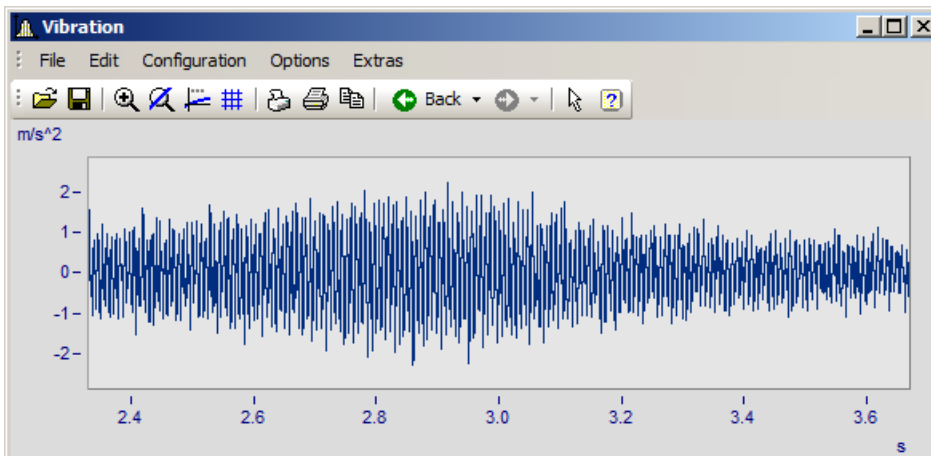 Vibration
File Edit Configuration Options Extras
Back
m/s^2
2
1
0
-1
-2
2.4 2.6 2.8 3.0 3.2 3.4 3.6
s